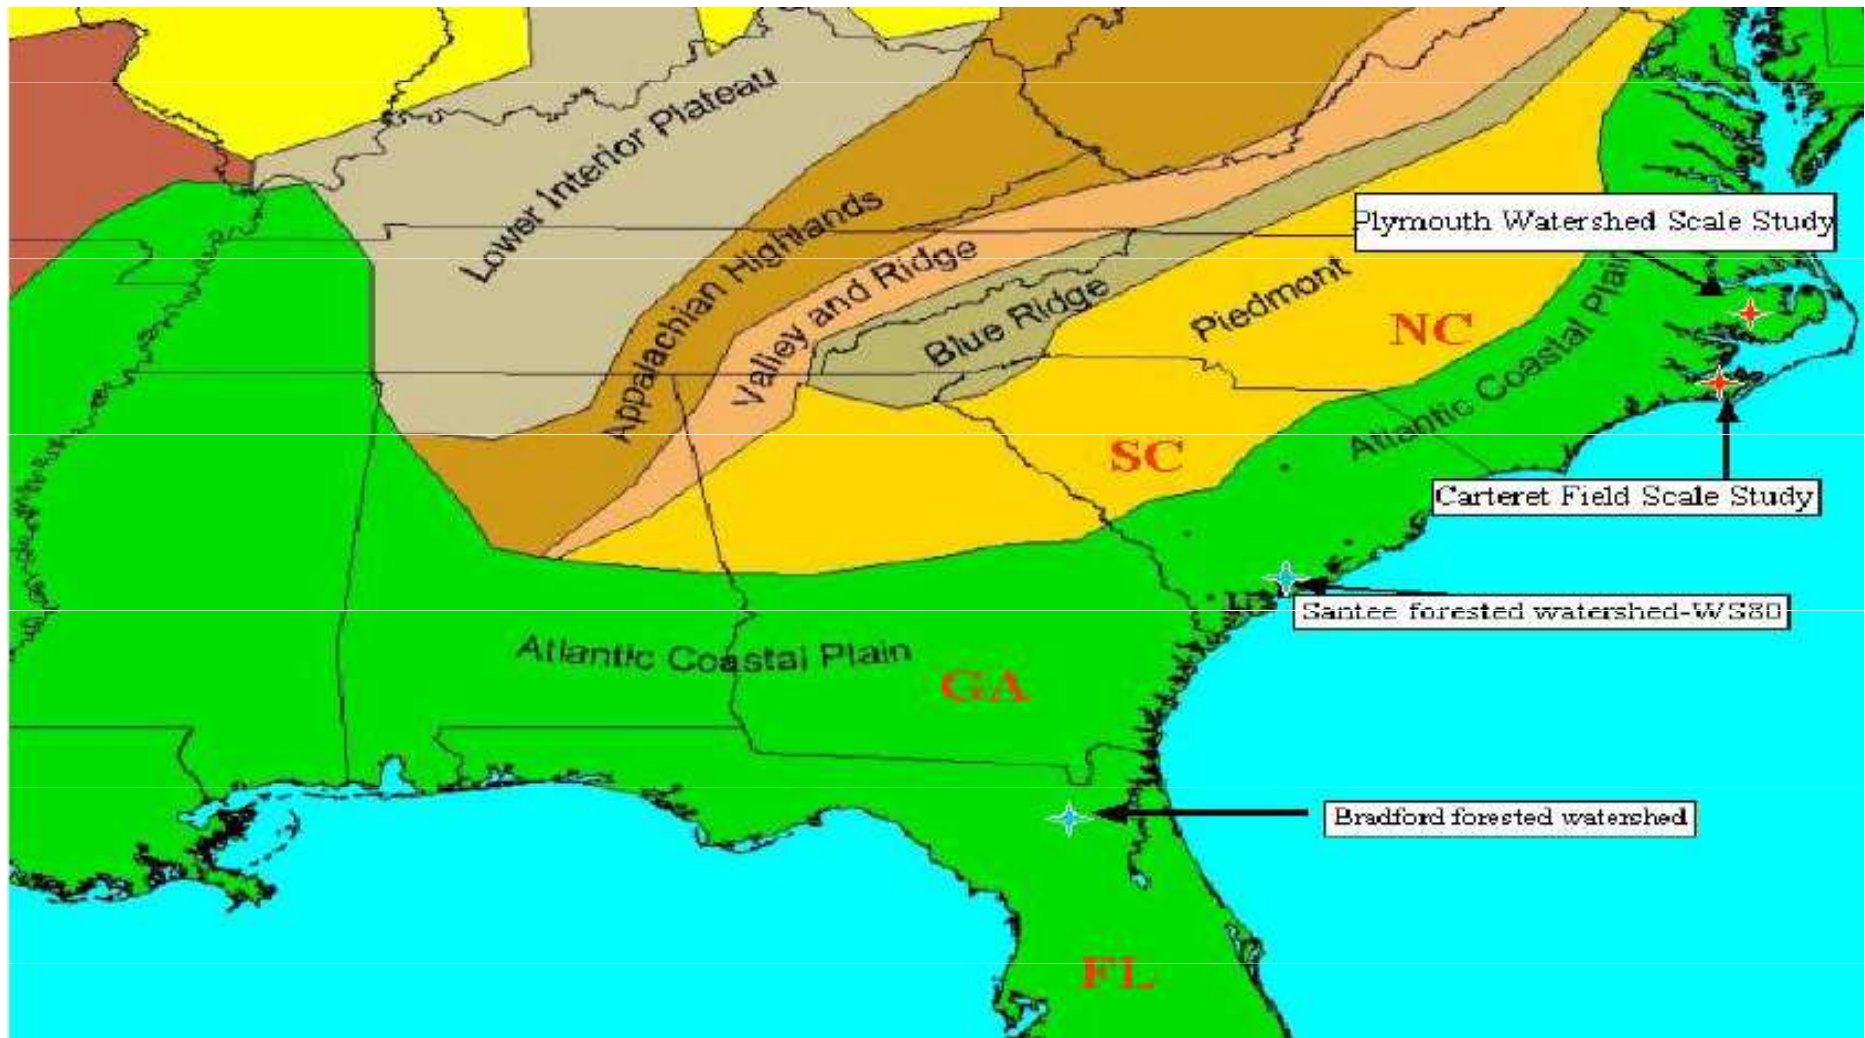 Lower Interior Plateau
Appalachian Highlands
Valley and Ridge
Blue Ridge
Piedmont
Plymouth Watershed Scale Study
NC
Atlantic Coastal Plain
SC
Carteret Field Scale Study
Santee forested watershed-WS80
Atlantic Coastal Plain
GA
Bradford forested watershed
FL